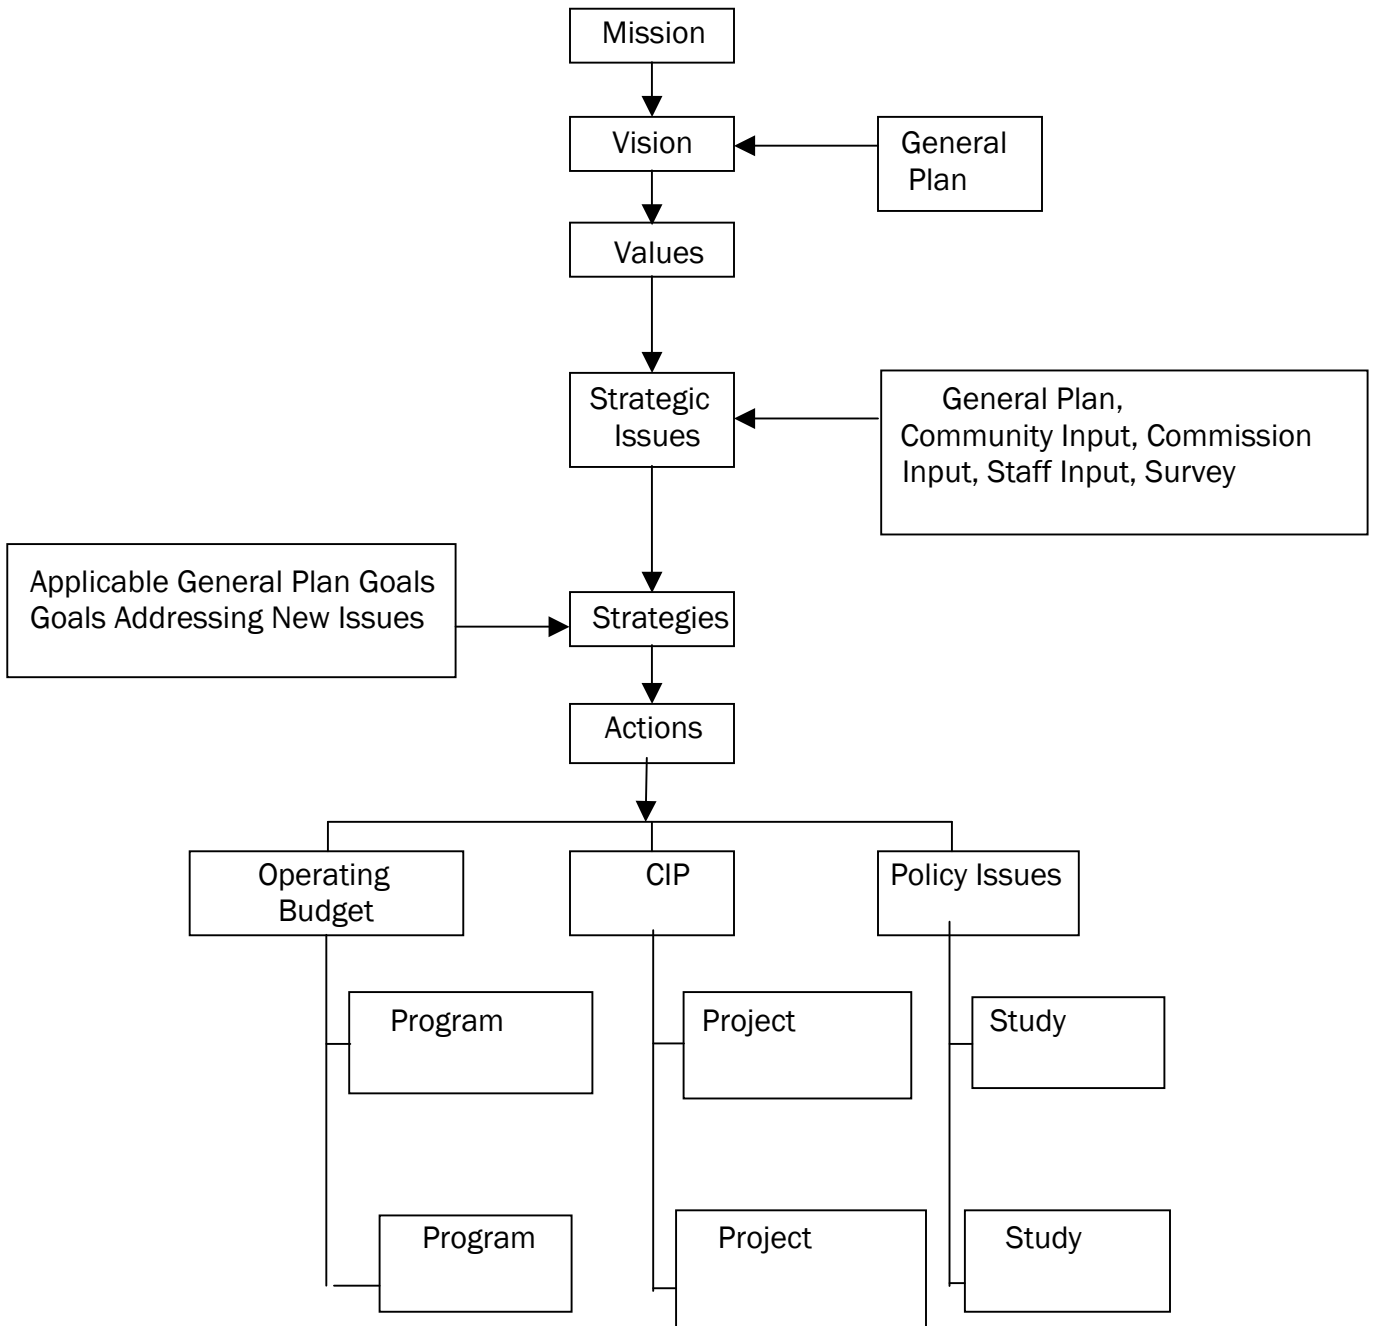 Mission
Vision
General
Plan
Values
Strategic
Issues
General Plan,
Community Input, Commission
Input, Staff Input, Survey
Applicable General Plan Goals
Goals Addressing New Issues
Strategies
Actions
Operating
Budget
CIP
Policy Issues
Program
Project
Study
Program
Project
Study